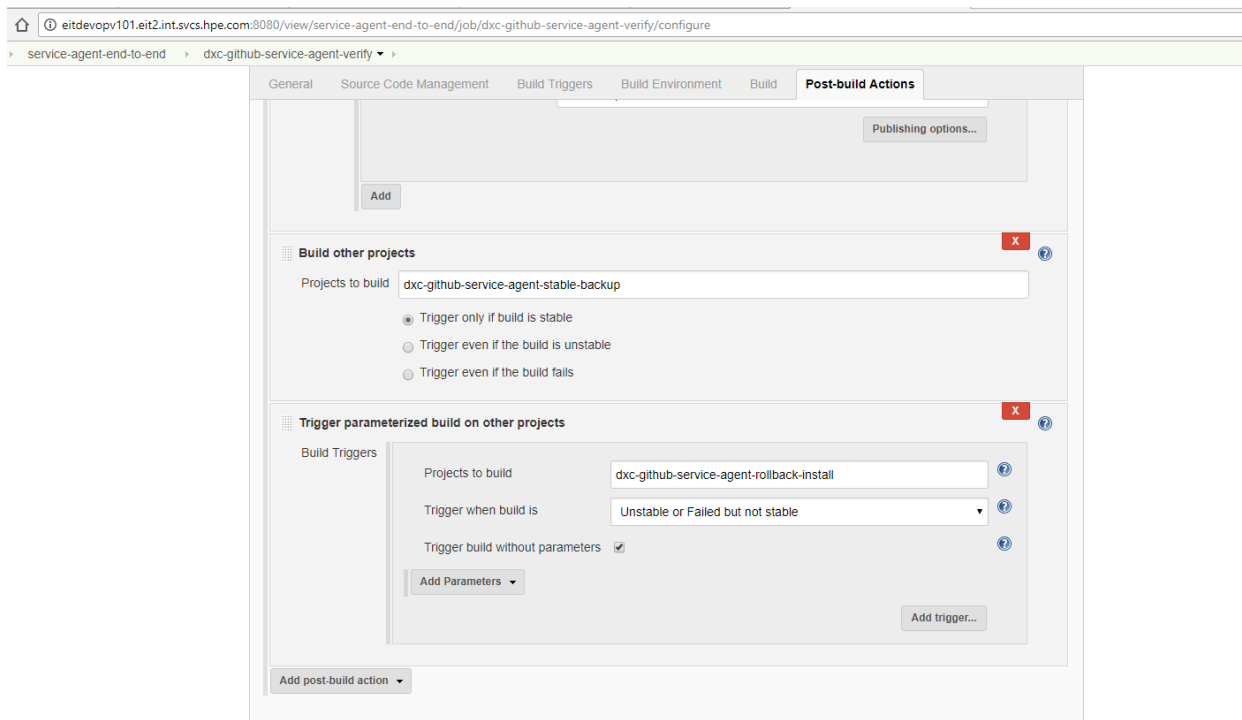 eitdevopv101.eit2.int.svcs.hpe.com:8080/view/service-agent-end-to-end/job/dxc-github-service-agent-verify/configure
service-agent-end-to-end dxc-github-service-agent-verify
General Source Code Management Build Triggers Build Environment Build Post-build Actions
Publishing options...
Add
X
Build other projects
Projects to build dxc-github-service-agent-stable-backup
Trigger only if build is stable
Trigger even if the build is unstable
Trigger even if the build fails
X
Trigger parameterized build on other projects
Build Triggers
Projects to build dxc-github-service-agent-rollback-install
Trigger when build is Unstable or Failed but not stable
Trigger build without parameters
Add Parameters
Add trigger...
Add post-build action